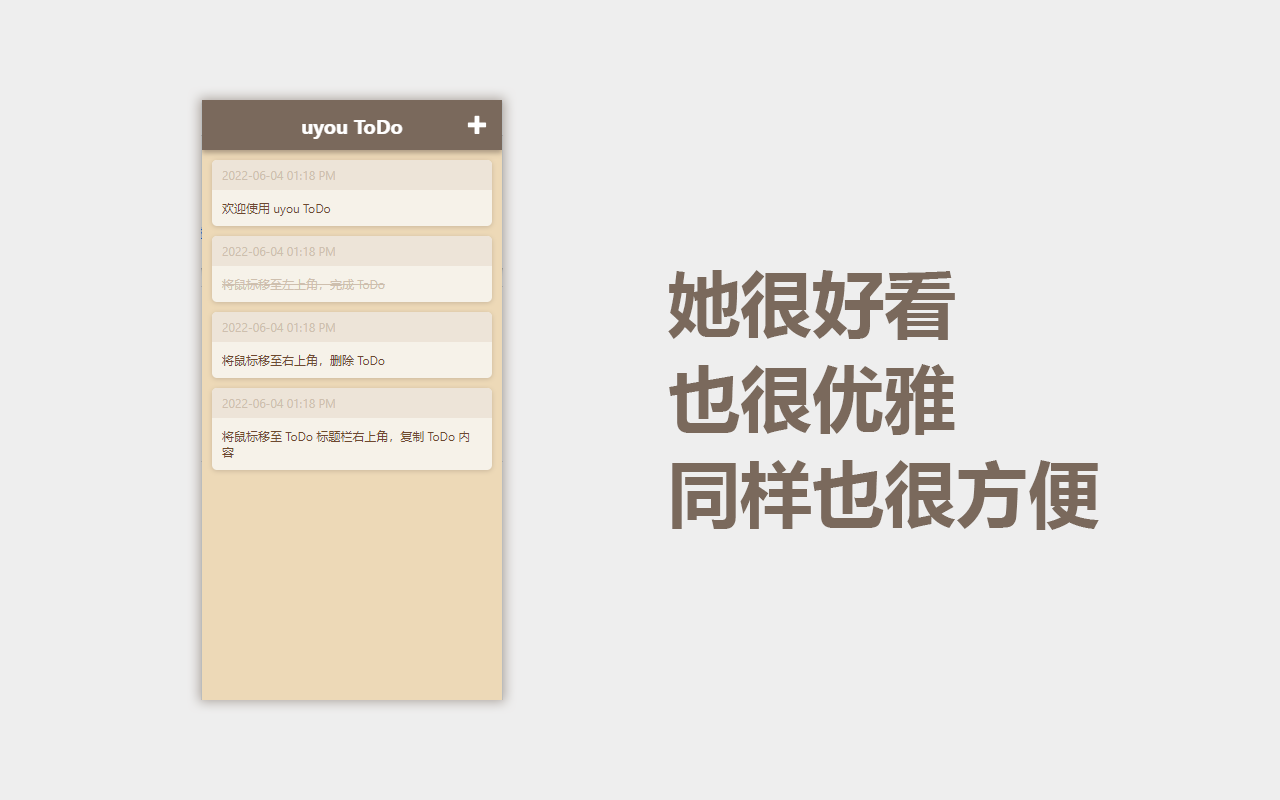 uyou ToDo
2022-06-04 01:18 PM
欢迎使用 uyou ToDo
2022-06-04 01:18 PM
将鼠标移至左上角，完成 ToDo
2022-06-04 01:18 PM
将鼠标移至右上角，删除 ToDo
2022-06-04 01:18 PM
将鼠标移至 ToDo 标题栏右上角，复制 ToDo 内
容
她很好看
也很优雅
同样也很方便